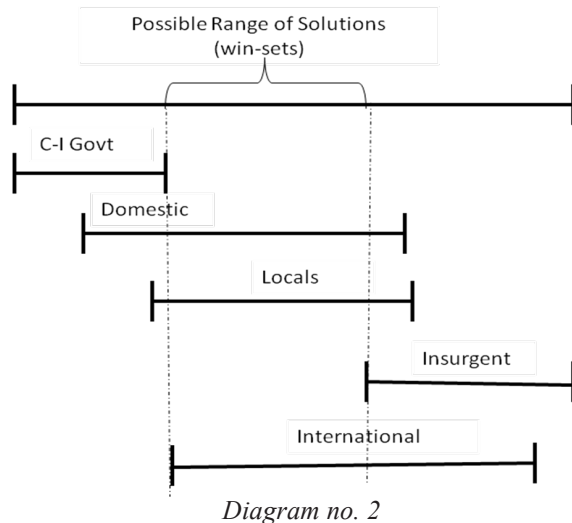 Possible Range of Solutions
(win-sets)
C-I Govt
Domestic
Locals
Insurgent
International
Diagram no. 2